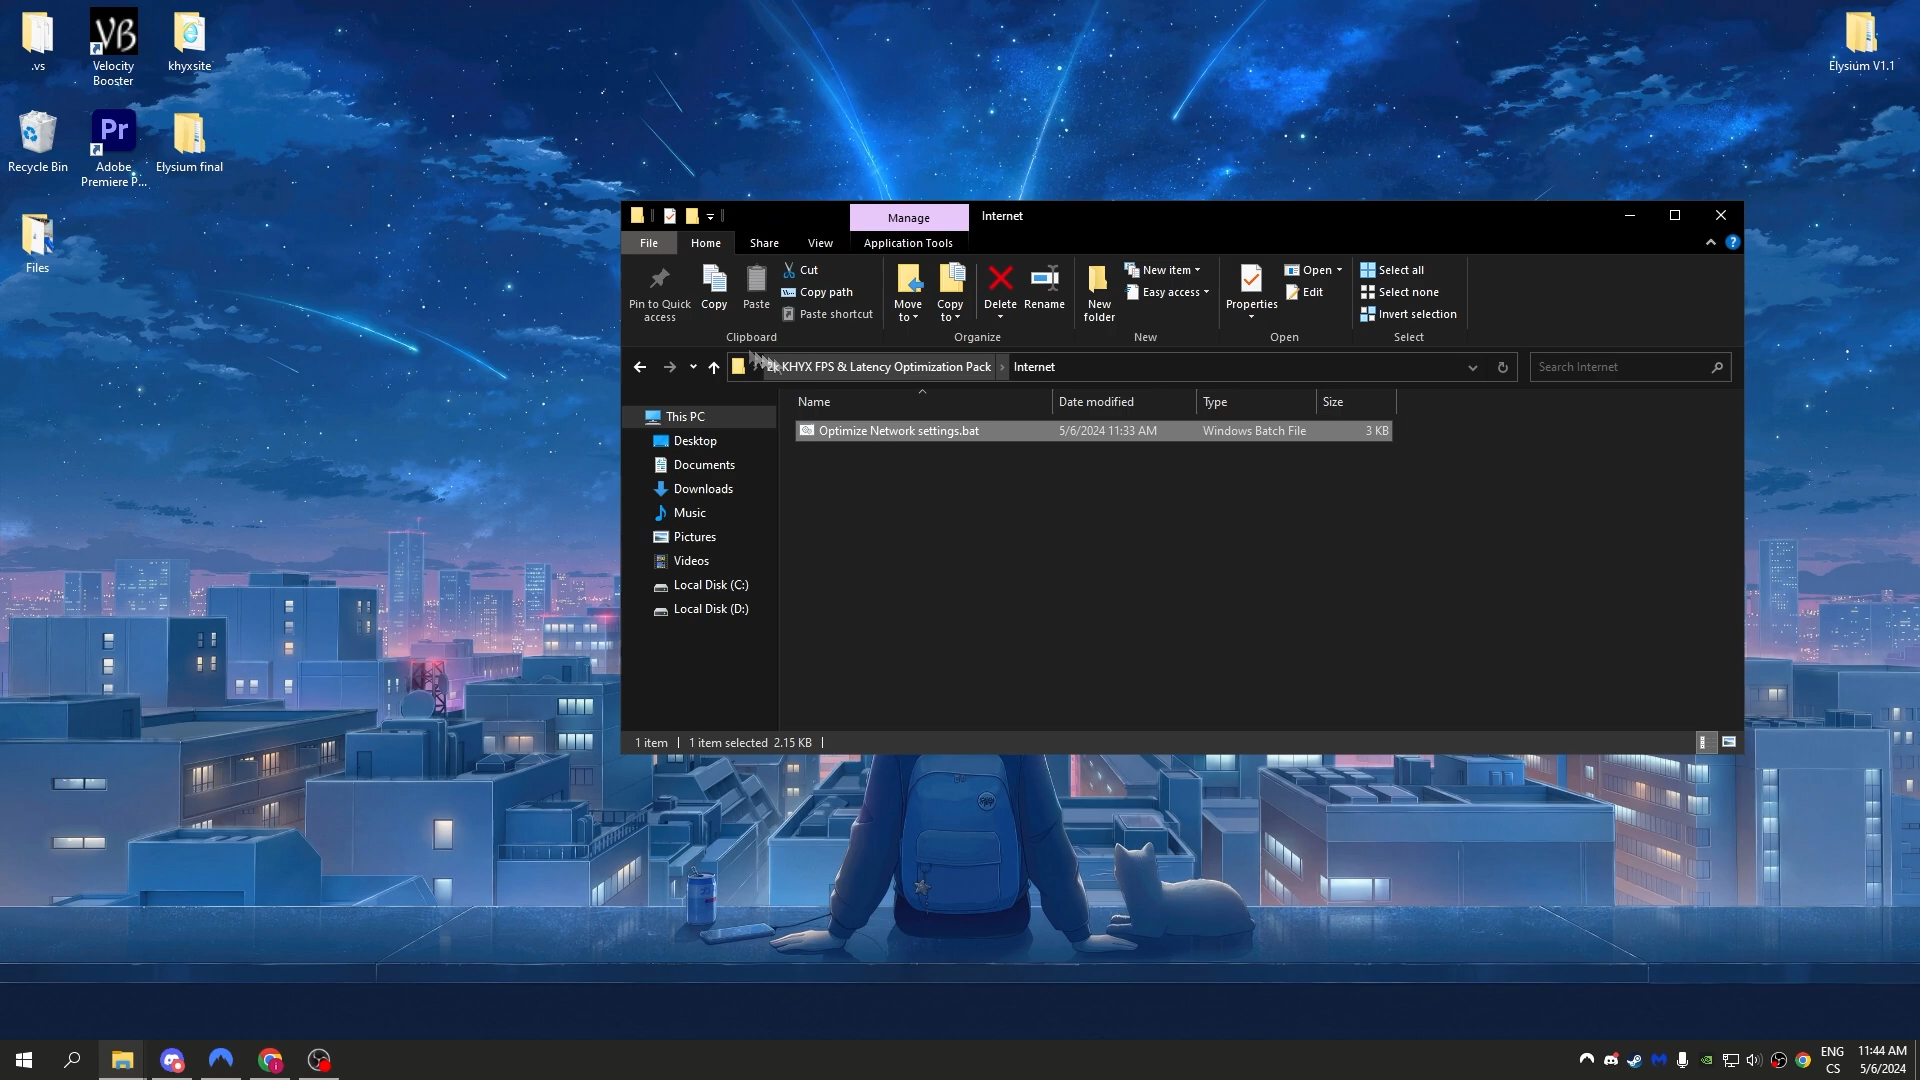 .vs
VB
Velocity
Booster
khyxsite
Elysium V1.1
Recycle Bin
Pr
Adobe
Premiere P...
Elysium final
Files
Manage
Internet
File
Home
Share
View
Application Tools
Pin to Quick
access
Copy
Paste
Cut
Copy path
Paste shortcut
Clipboard
Move
to
Copy
to
Delete
Rename
Organize
New
folder
New item
Easy access
New
Properties
Open
Edit
Open
Select all
Select none
Invert selection
Select
2k KHYX FPS & Latency Optimization Pack
Internet
Search Internet
Name
Date modified
Type
Size
Optimize Network settings.bat
5/6/2024 11:33 AM
Windows Batch File
3 KB
This PC
Desktop
Documents
Downloads
Music
Pictures
Videos
Local Disk (C:)
Local Disk (D:)
1 item
1 item selected 2.15 KB
ENG
CS
11:44 AM
5/6/2024